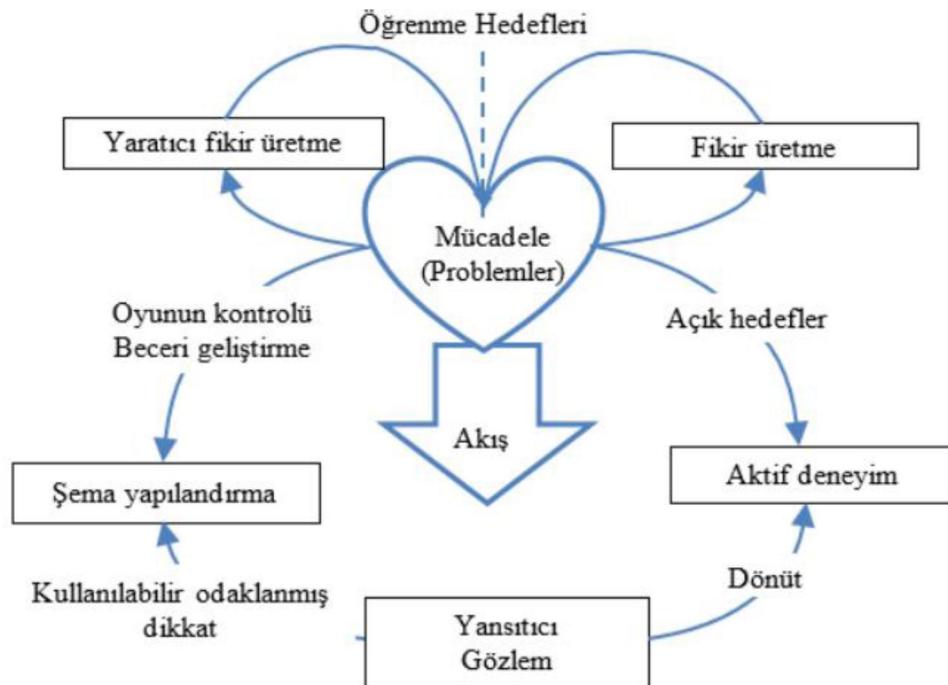 Öğrenme Hedefleri
Yaratıcı fikir üretme
Fikir üretme
Mücadele
(Problemler)
Oyunun kontrolü
Beceri geliştirme
Açık hedefler
Akış
Şema yapılandırma
Aktif deneyim
Kullanılabilir odaklanmış
dikkat
Dönüt
Yansıtıcı
Gözlem